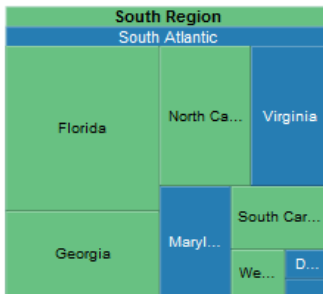 South Region
South Atlantic
Florida
North Ca...
Virginia
Georgia
Maryl...
South Car...
We...
D...